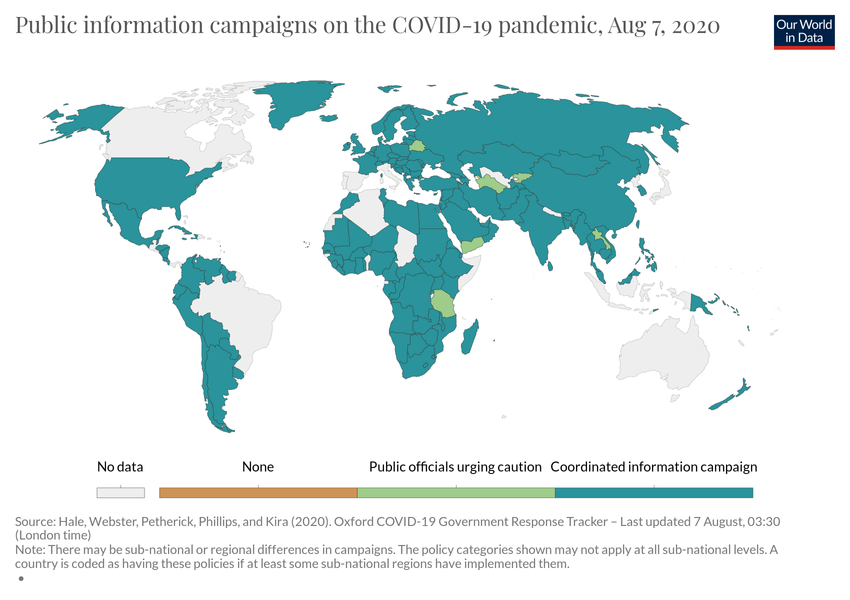 Public information campaigns on the COVID-19 pandemic, Aug 7, 2020
Our World
in Data
No data
None
Public officials urging caution
Coordinated information campaign
Source: Hale, Webster, Petherick, Phillips, and Kira (2020). Oxford COVID-19 Government Response Tracker – Last updated 7 August, 03:30
(London time)
Note: There may be sub-national or regional differences in campaigns. The policy categories shown may not apply at all sub-national levels. A
country is coded as having these policies if at least some sub-national regions have implemented them.
•